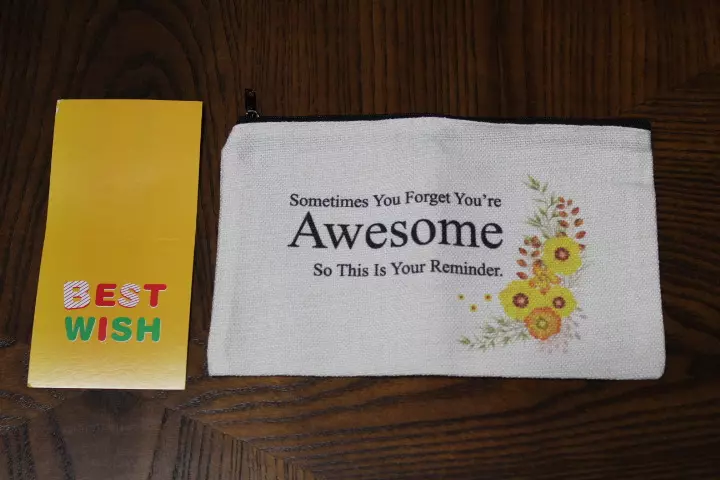 BEST
WISH
Sometimes You Forget You're
Awesome
So This Is Your Reminder.